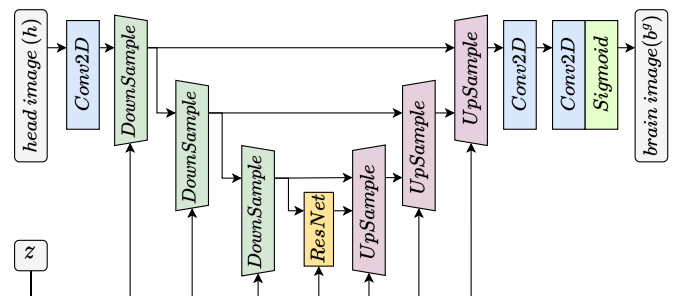 head image (h)
Conv2D
DownSample
UpSample
Conv2D
Conv2D
Sigmoid
brain image(b^g)
DownSample
UpSample
DownSample
ResNet
UpSample
z